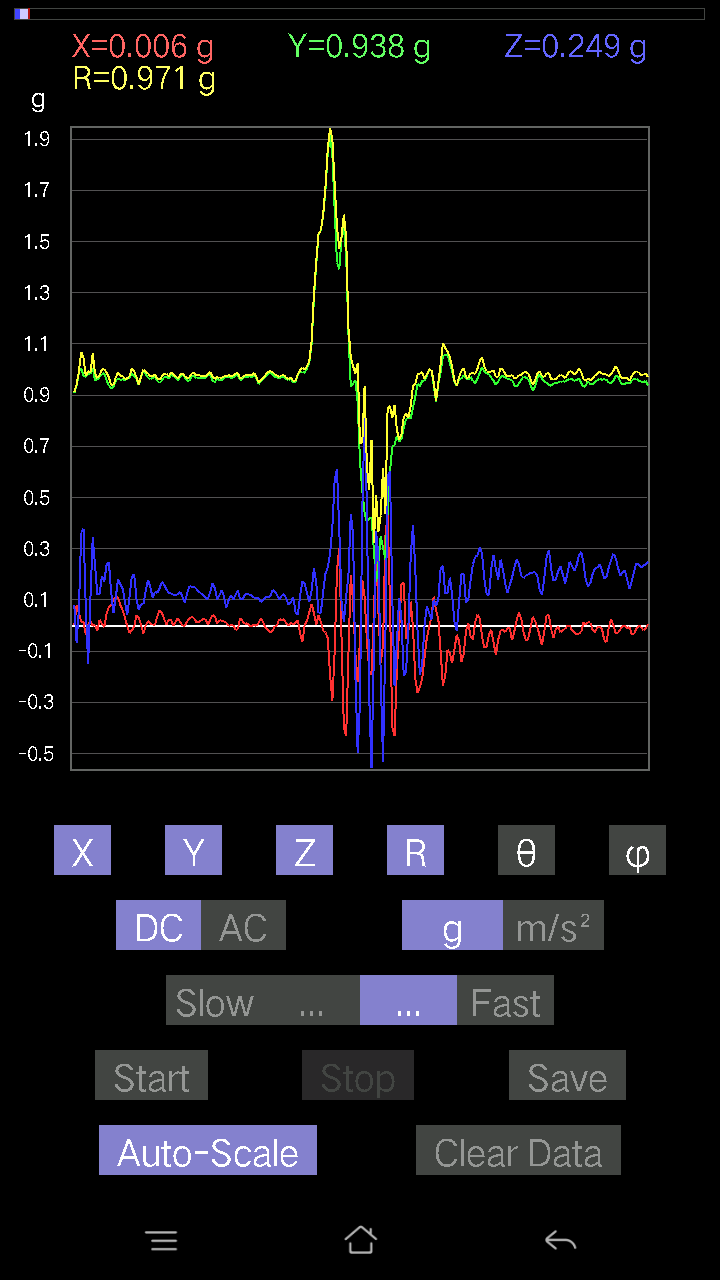 X=0.006 g Y=0.938 g Z=0.249 g
R=0.971 g
g
1.9
1.7
1.5
1.3
1.1
0.9
0.7
0.5
0.3
0.1
-0.1
-0.3
-0.5
X Y Z R θ φ
DC AC g m/s²
Slow ... ... Fast
Start Stop Save
Auto-Scale Clear Data